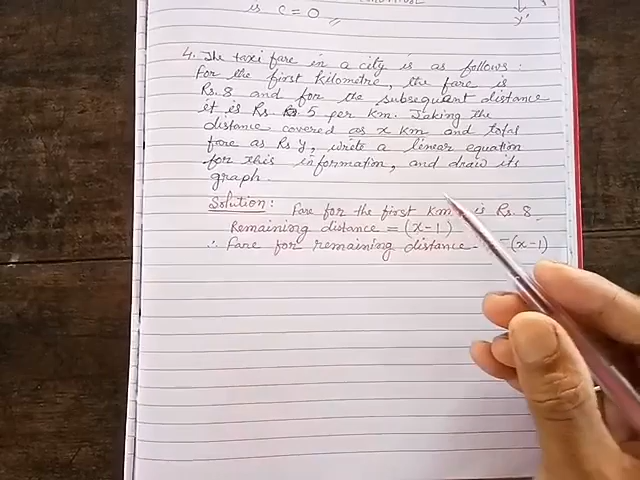 is c = 0
y'
4. The taxi fare in a city is as follows:
For the first kilometre, the fare is
Rs. 8 and for the subsequant distance
it is Rs. 5 per km. Taking the
distance covered as x km and total
fare as Rs y, write a linear equation
for this information, and draw its
graph.
Solution: Fare for the first km is Rs. 8
Remaining distance = (x-1)
∴ Fare for remaining distance (x-1)